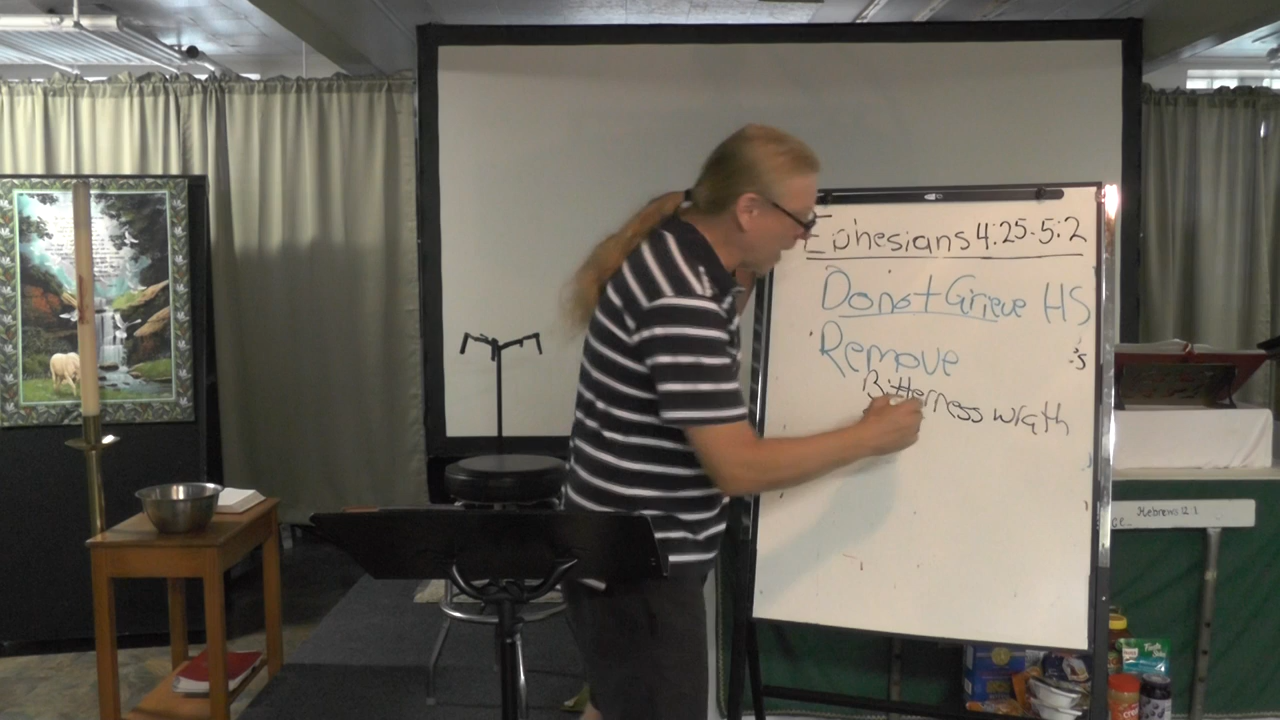 Ephesians 4:25-5:2
Do not Grieve HS
Remove
Bitterness wrath
Hebrews 12:1